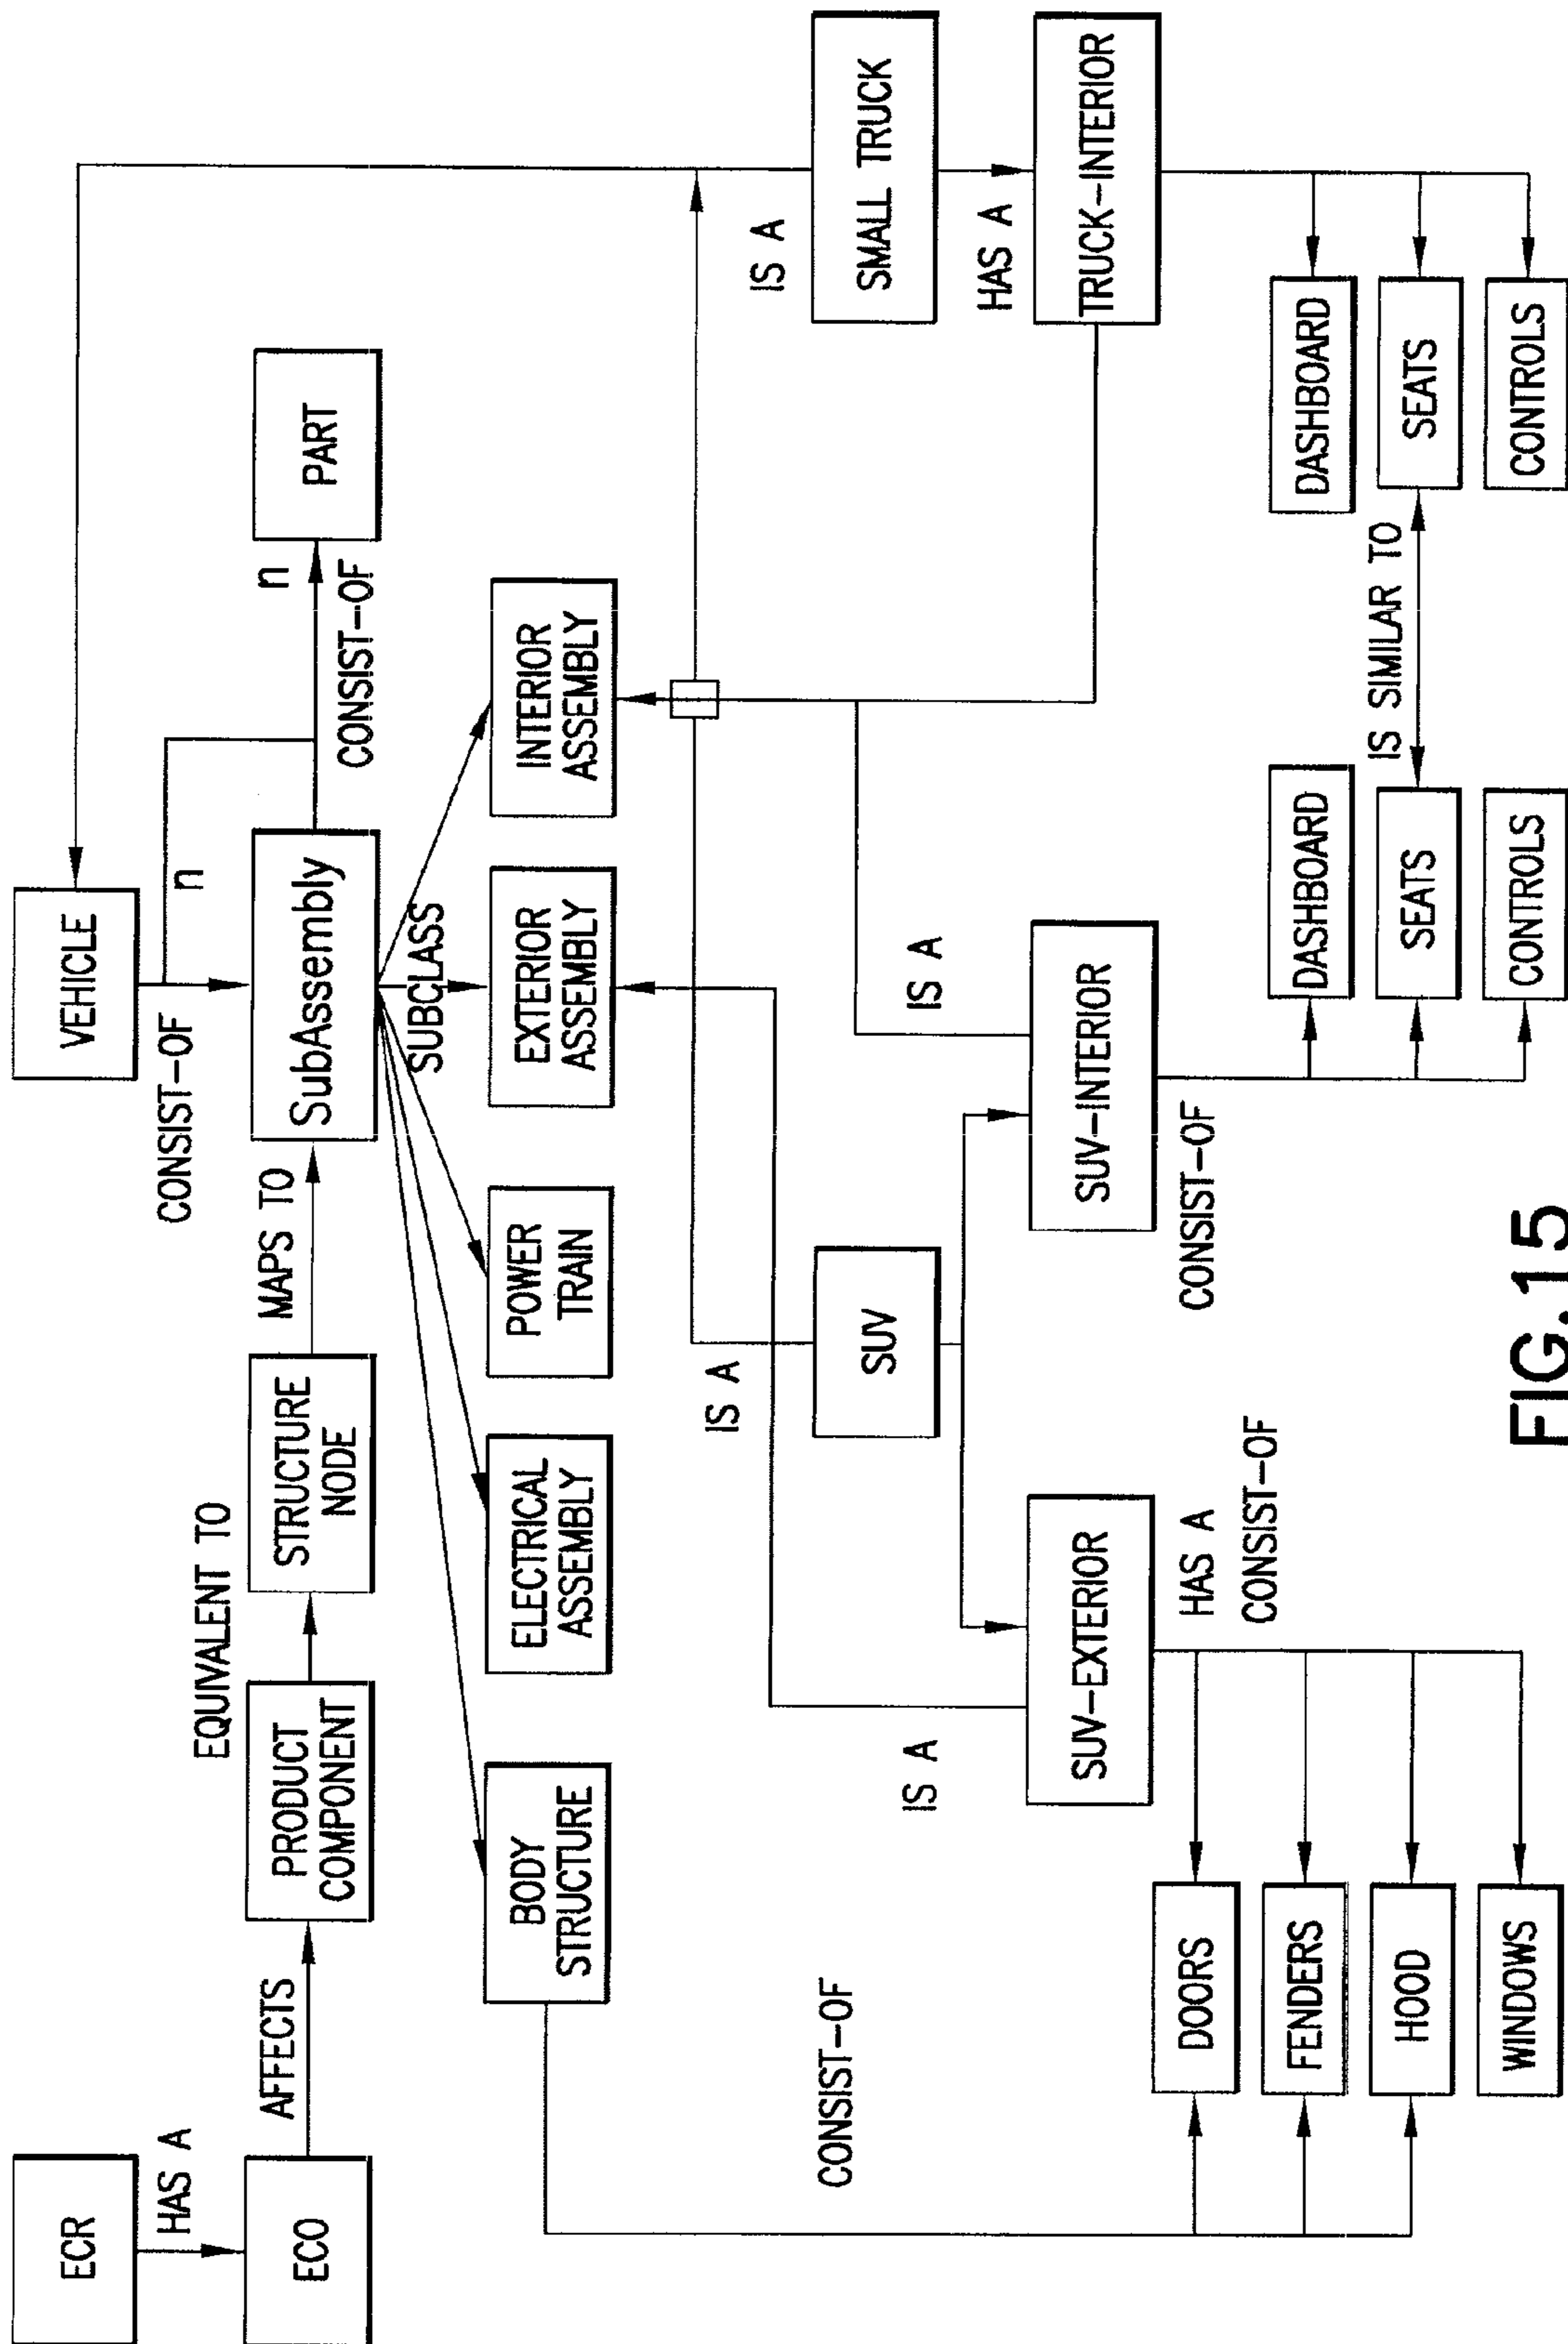 ECR
HAS A
ECO
AFFECTS
PRODUCT
COMPONENT
EQUIVALENT TO
STRUCTURE
NODE
MAPS TO
VEHICLE
CONSIST-OF
n
SubAssembly
n
CONSIST-OF
PART
SUBCLASS
BODY
STRUCTURE
ELECTRICAL
ASSEMBLY
POWER
TRAIN
EXTERIOR
ASSEMBLY
INTERIOR
ASSEMBLY
IS A
IS A
SUV
SMALL TRUCK
CONSIST-OF
IS A
IS A
HAS A
SUV-EXTERIOR
SUV-INTERIOR
TRUCK-INTERIOR
HAS A
CONSIST-OF
CONSIST-OF
DOORS
FENDERS
HOOD
WINDOWS
DASHBOARD
SEATS
CONTROLS
IS SIMILAR TO
DASHBOARD
SEATS
CONTROLS
FIG.15